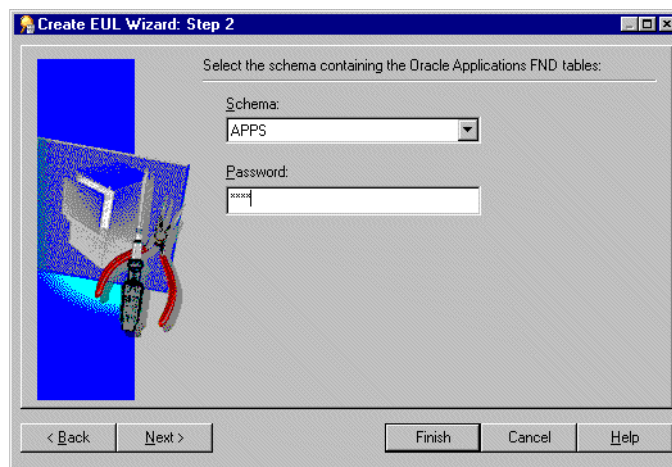 Create EUL Wizard: Step 2
Select the schema containing the Oracle Applications FND tables:
Schema:
APPS
Password:
****
< Back
Next >
Finish
Cancel
Help